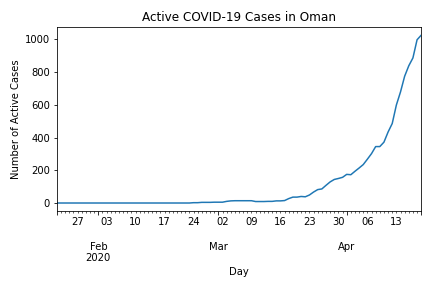 Active COVID-19 Cases in Oman
1000
800
600
400
200
0
Number of Active Cases
27 03 10 17 24 02 09 16 23 30 06 13
Feb Mar Apr
2020
Day